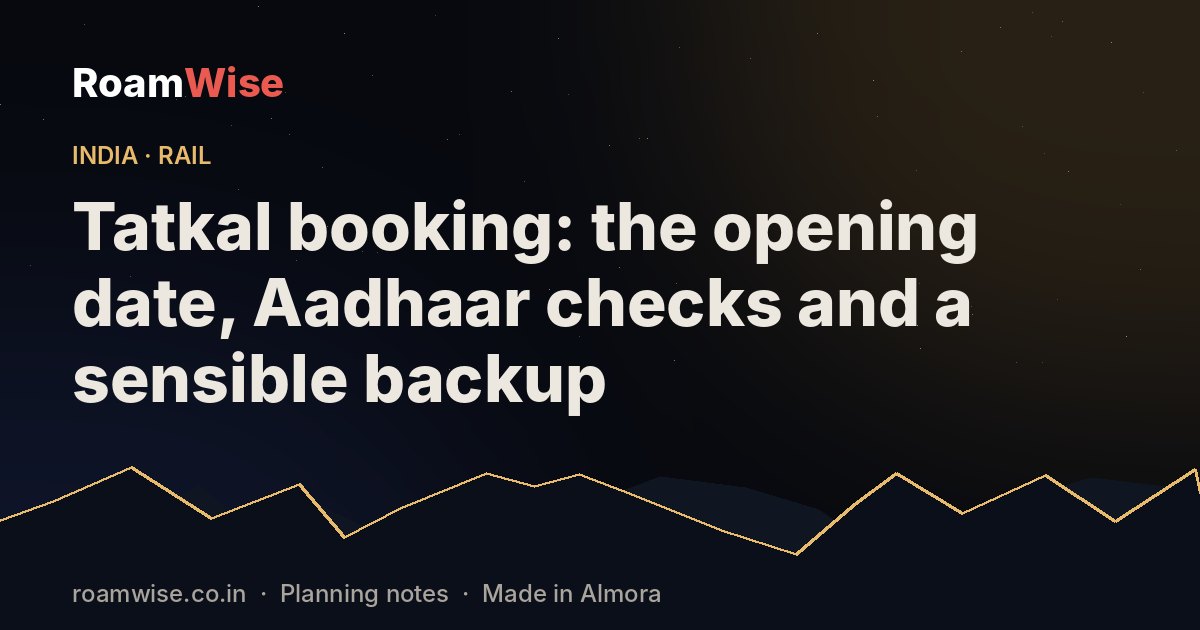 RoamWise
INDIA · RAIL
Tatkal booking: the opening
date, Aadhaar checks and a
sensible backup
roamwise.co.in · Planning notes · Made in Almora